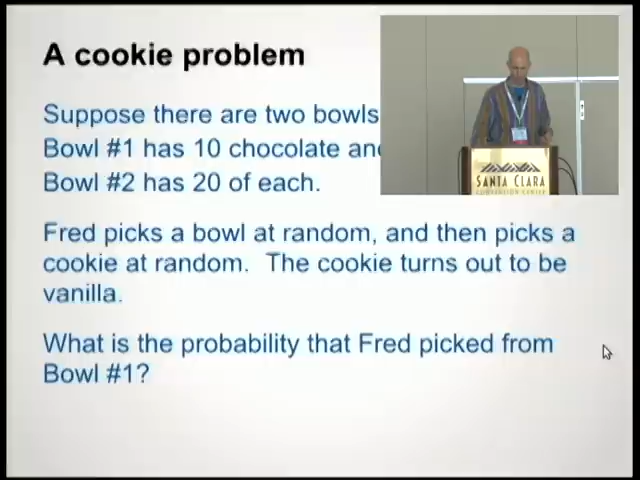 A cookie problem
Suppose there are two bowls
Bowl #1 has 10 chocolate and
Bowl #2 has 20 of each.
Fred picks a bowl at random, and then picks a
cookie at random. The cookie turns out to be
vanilla.
What is the probability that Fred picked from
Bowl #1?
SANTA CLARA
CONVENTION CENTER